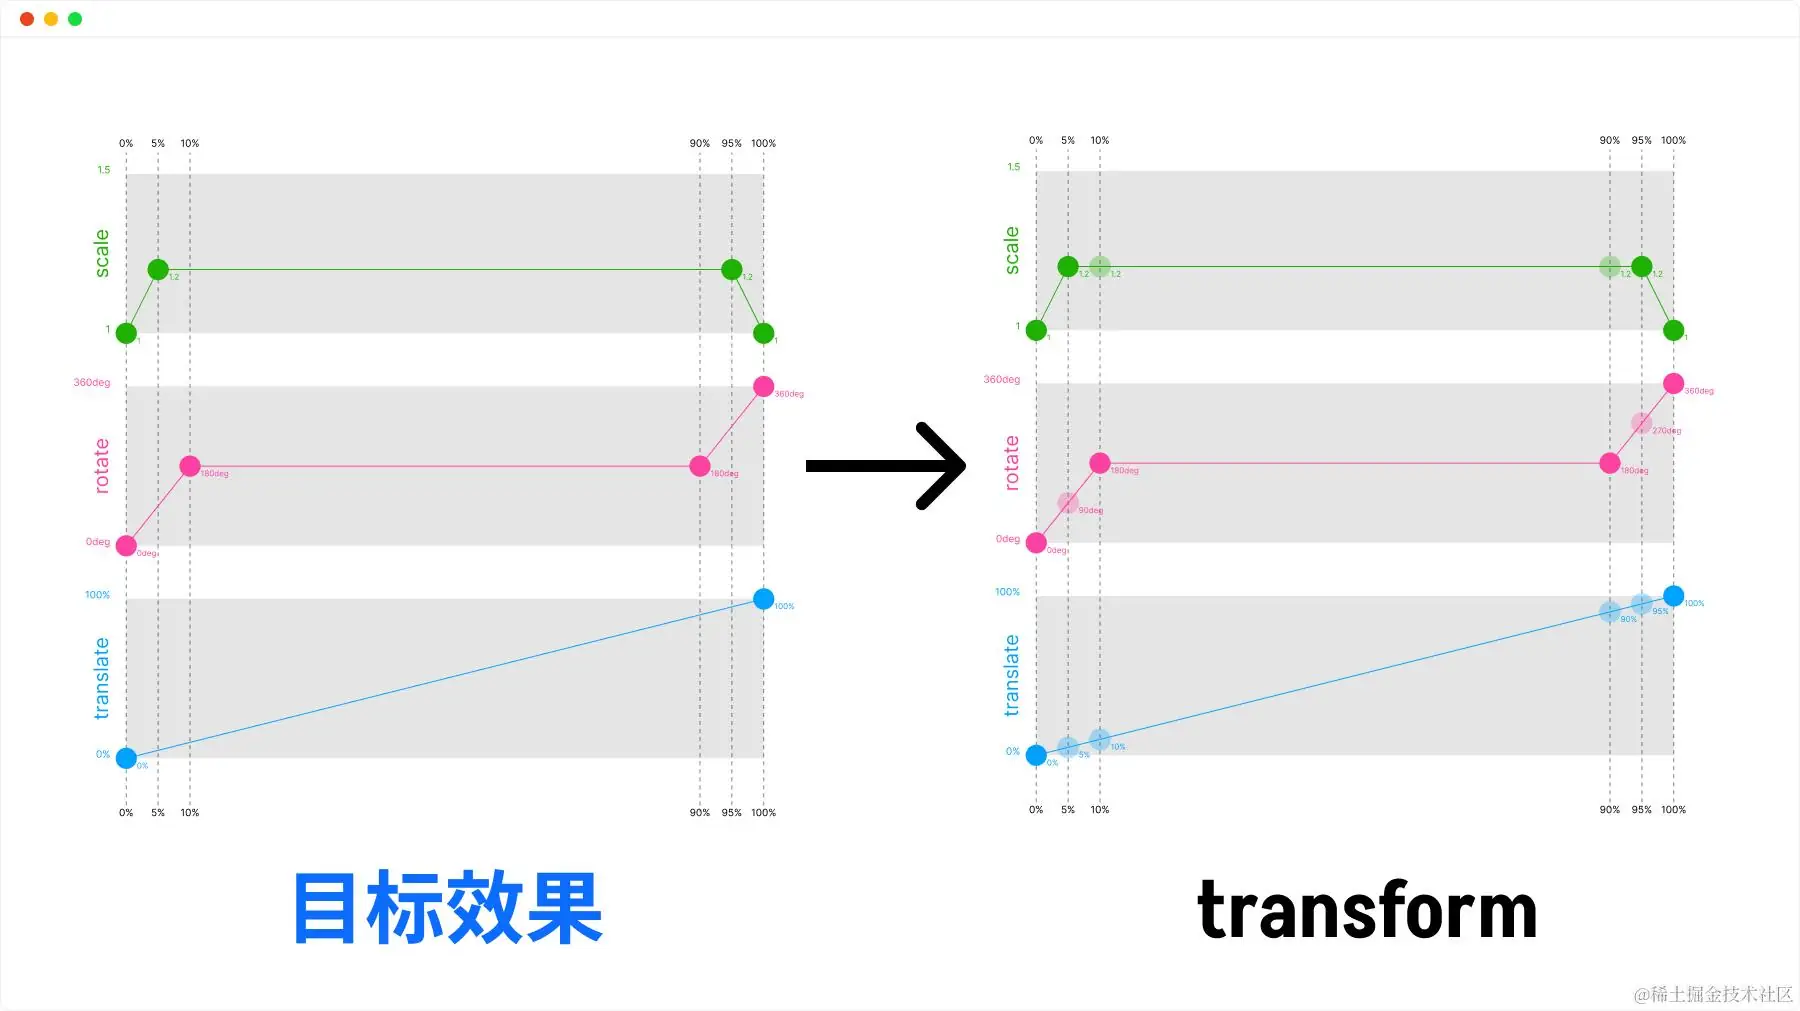 0% 5% 10% 90% 95% 100%
1.5
scale
1.2 1.2
1
1 1
360deg
360deg
rotate
180deg 180deg
0deg
0deg
100%
100%
translate
0%
0%
0% 5% 10% 90% 95% 100%
目标效果
0% 5% 10% 90% 95% 100%
1.5
scale
1.2 1.2 1.2 1.2
1
1 1
360deg
360deg
270deg
rotate
180deg 180deg
90deg
0deg
0deg
100%
100%
95%
90%
translate
10%
5%
0%
0%
0% 5% 10% 90% 95% 100%
transform
@稀土掘金技术社区